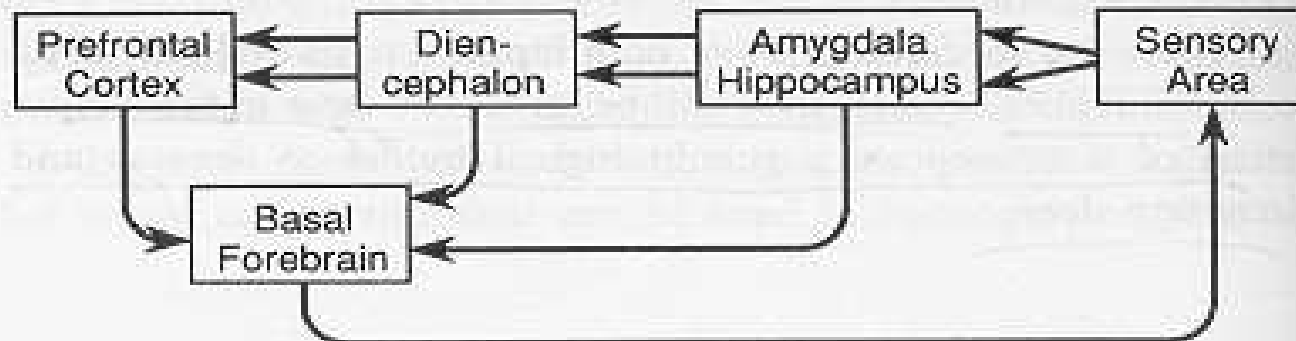 Prefrontal
Cortex
Dien-
cephalon
Amygdala
Hippocampus
Sensory
Area
Basal
Forebrain